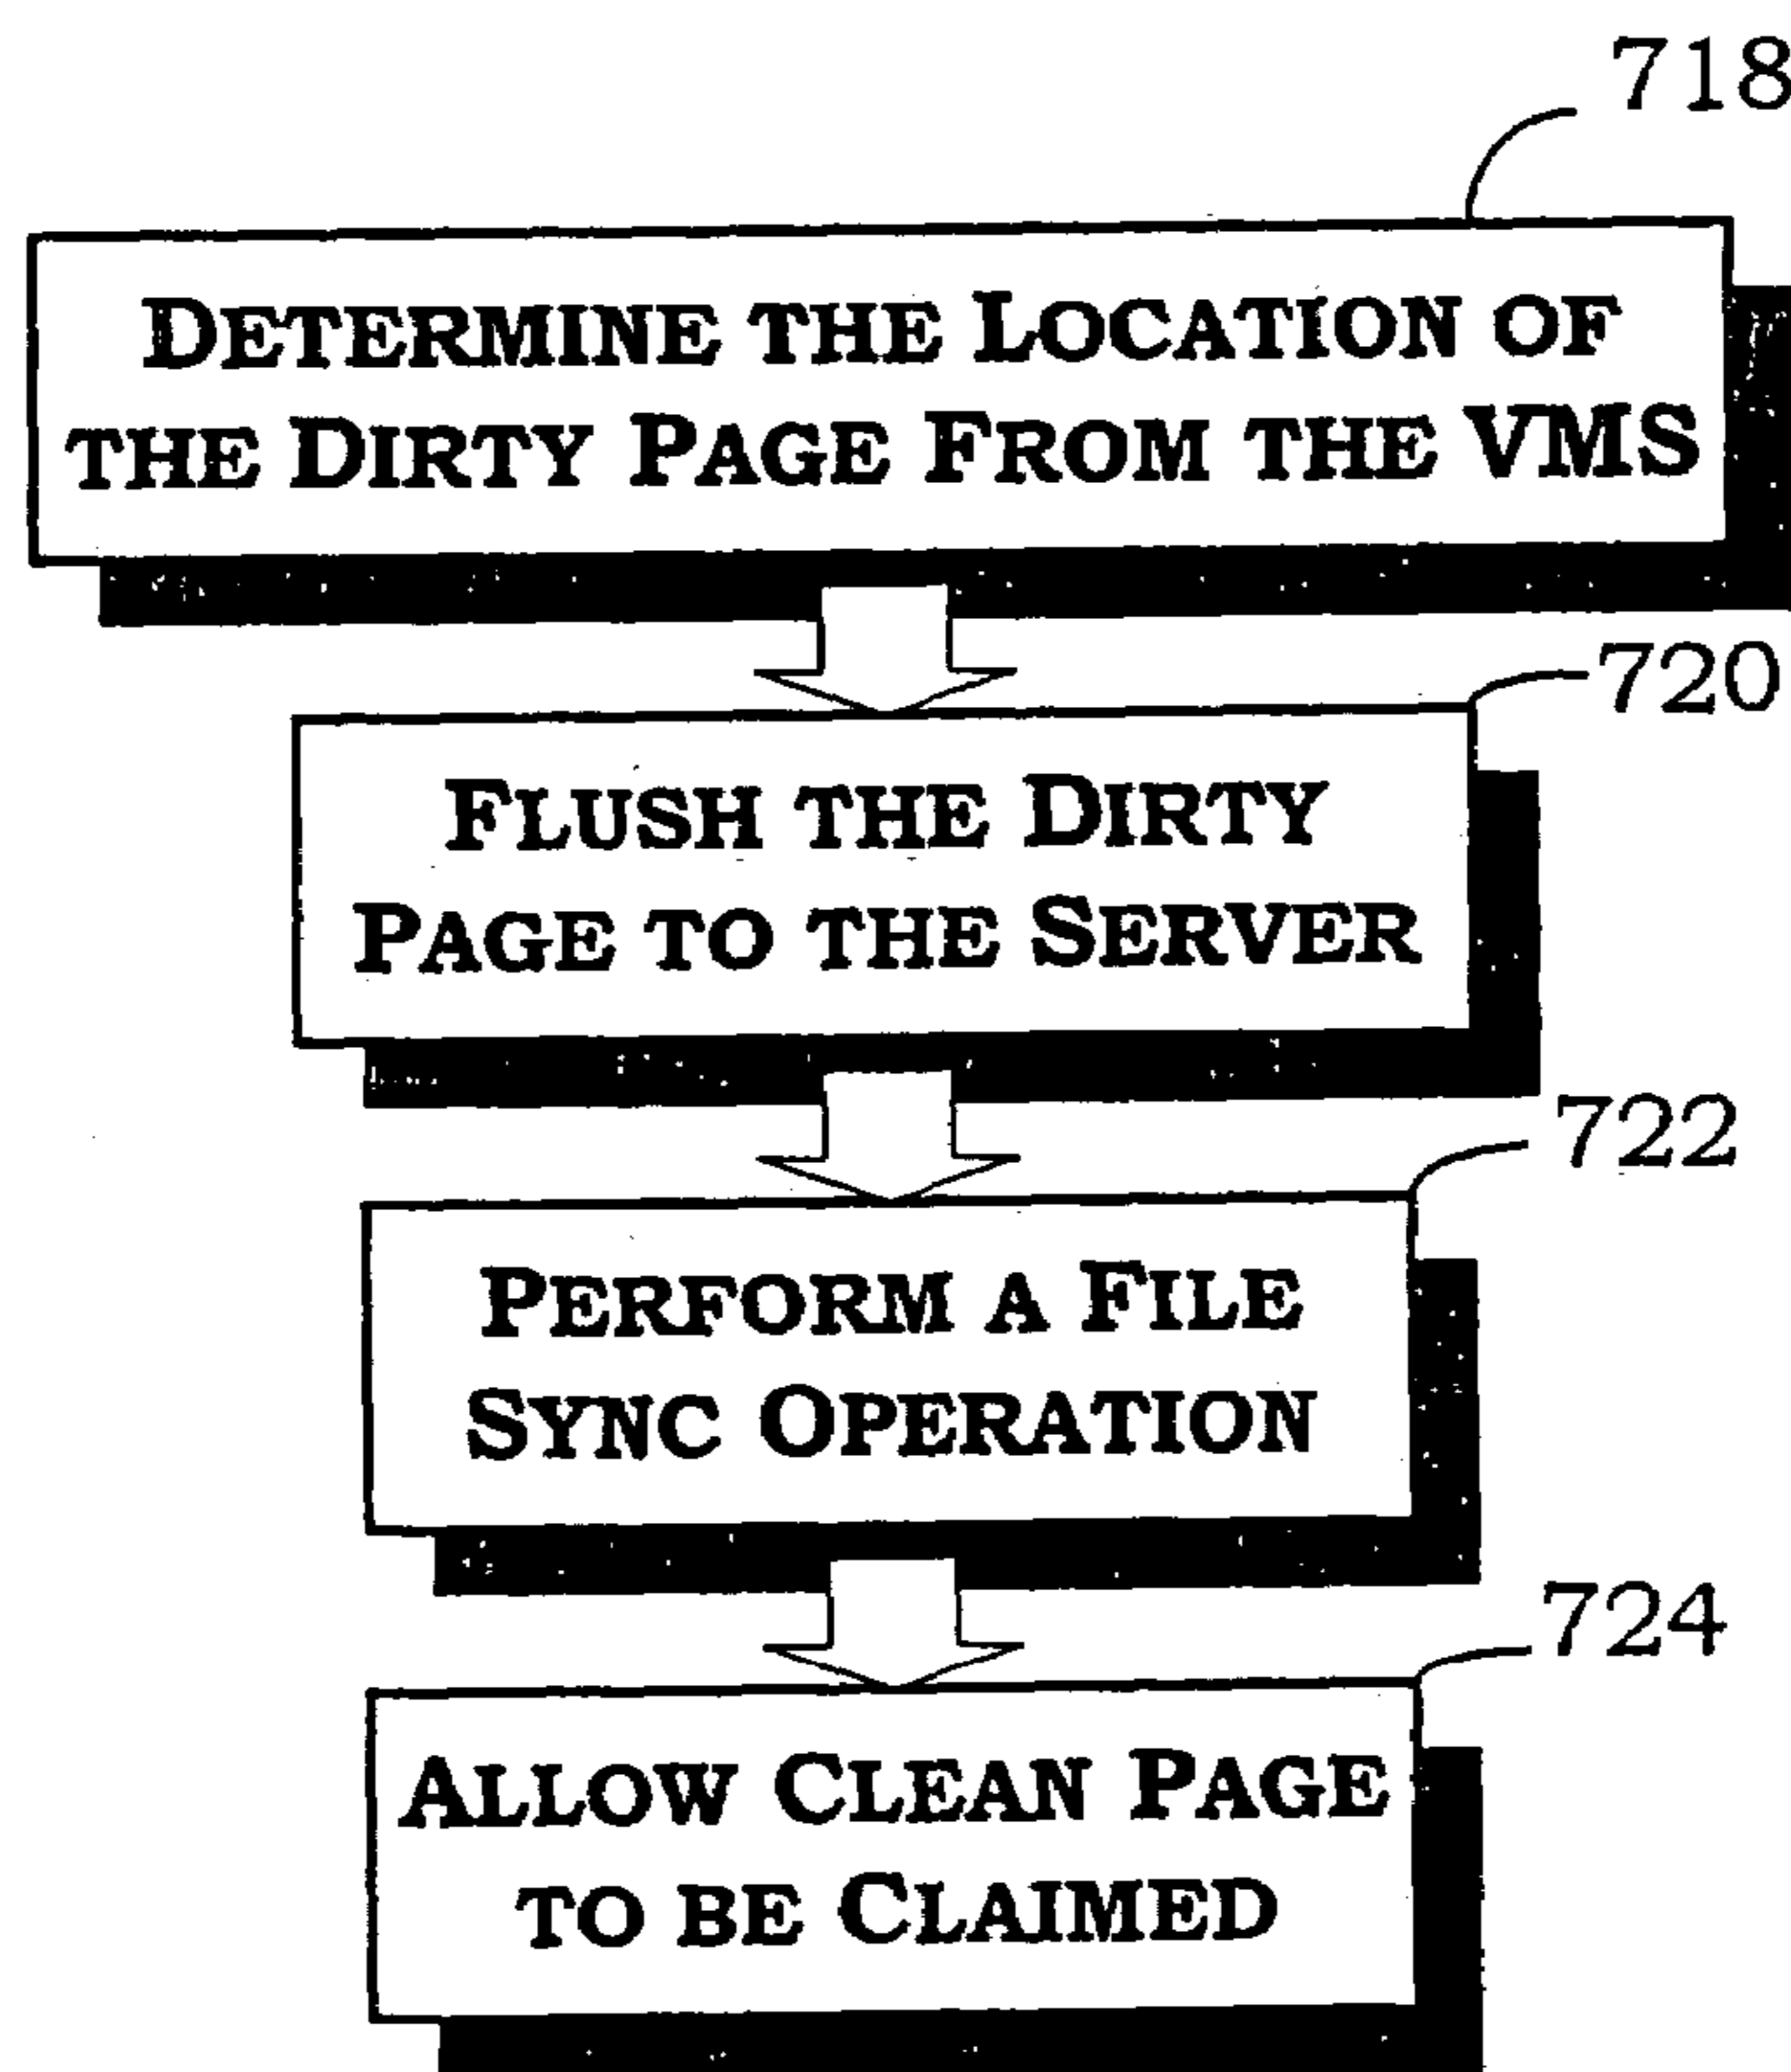 718
DETERMINE THE LOCATION OF
THE DIRTY PAGE FROM THE VMS
720
FLUSH THE DIRTY
PAGE TO THE SERVER
722
PERFORM A FILE
SYNC OPERATION
724
ALLOW CLEAN PAGE
TO BE CLAIMED